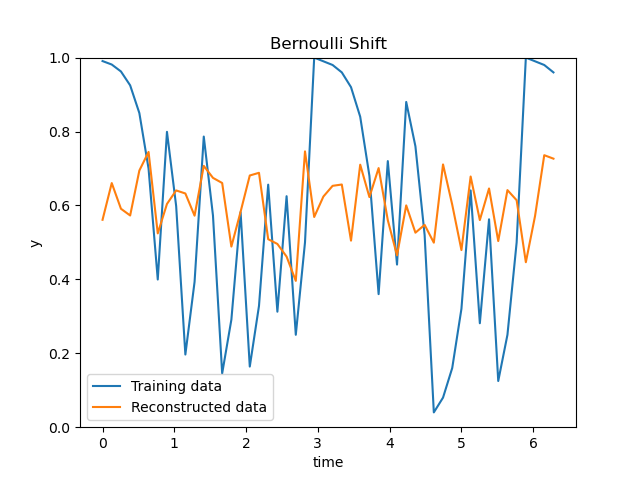 Bernoulli Shift
1.0
0.8
0.6
0.4
0.2
0.0
y
Training data
Reconstructed data
0 1 2 3 4 5 6
time